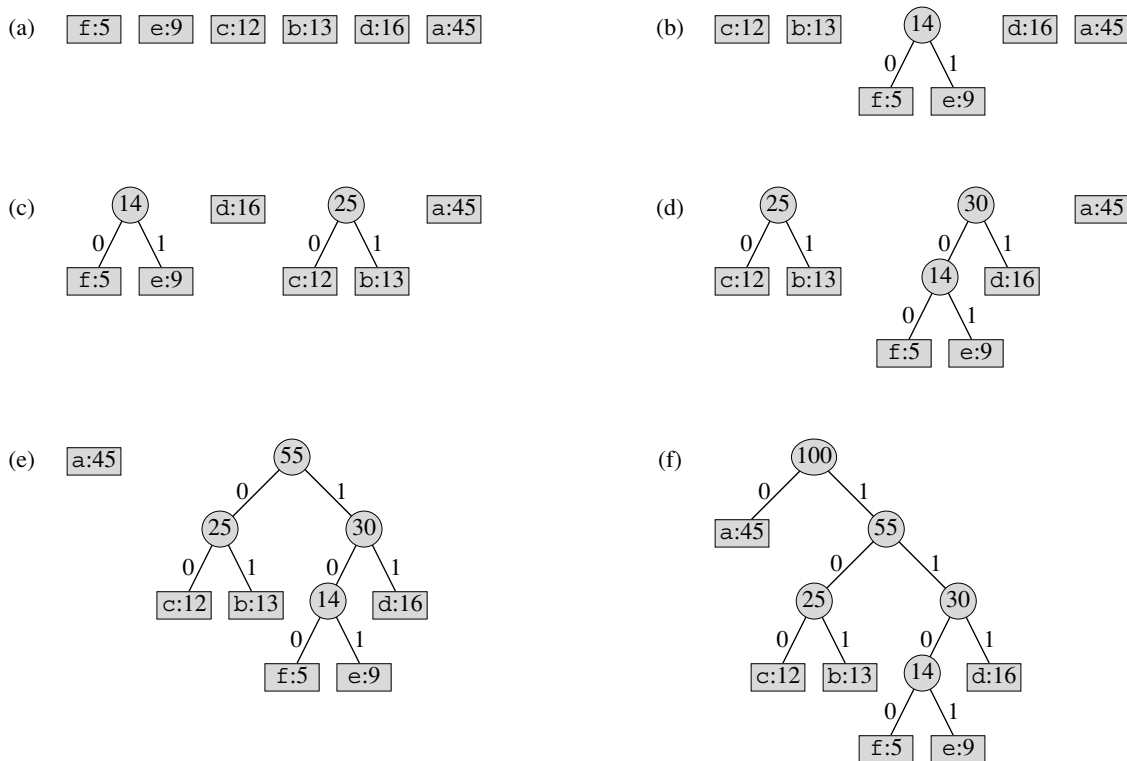 (a) f:5 e:9 c:12 b:13 d:16 a:45
(b) c:12 b:13 14 d:16 a:45
0 1
f:5 e:9
(c) 14 d:16 25 a:45
0 1 0 1
f:5 e:9 c:12 b:13
(d) 25 30 a:45
0 1 0 1
c:12 b:13 14 d:16
0 1
f:5 e:9
(e) a:45 55
0 1
25 30
0 1 0 1
c:12 b:13 14 d:16
0 1
f:5 e:9
(f) 100
0 1
a:45 55
0 1
25 30
0 1 0 1
c:12 b:13 14 d:16
0 1
f:5 e:9